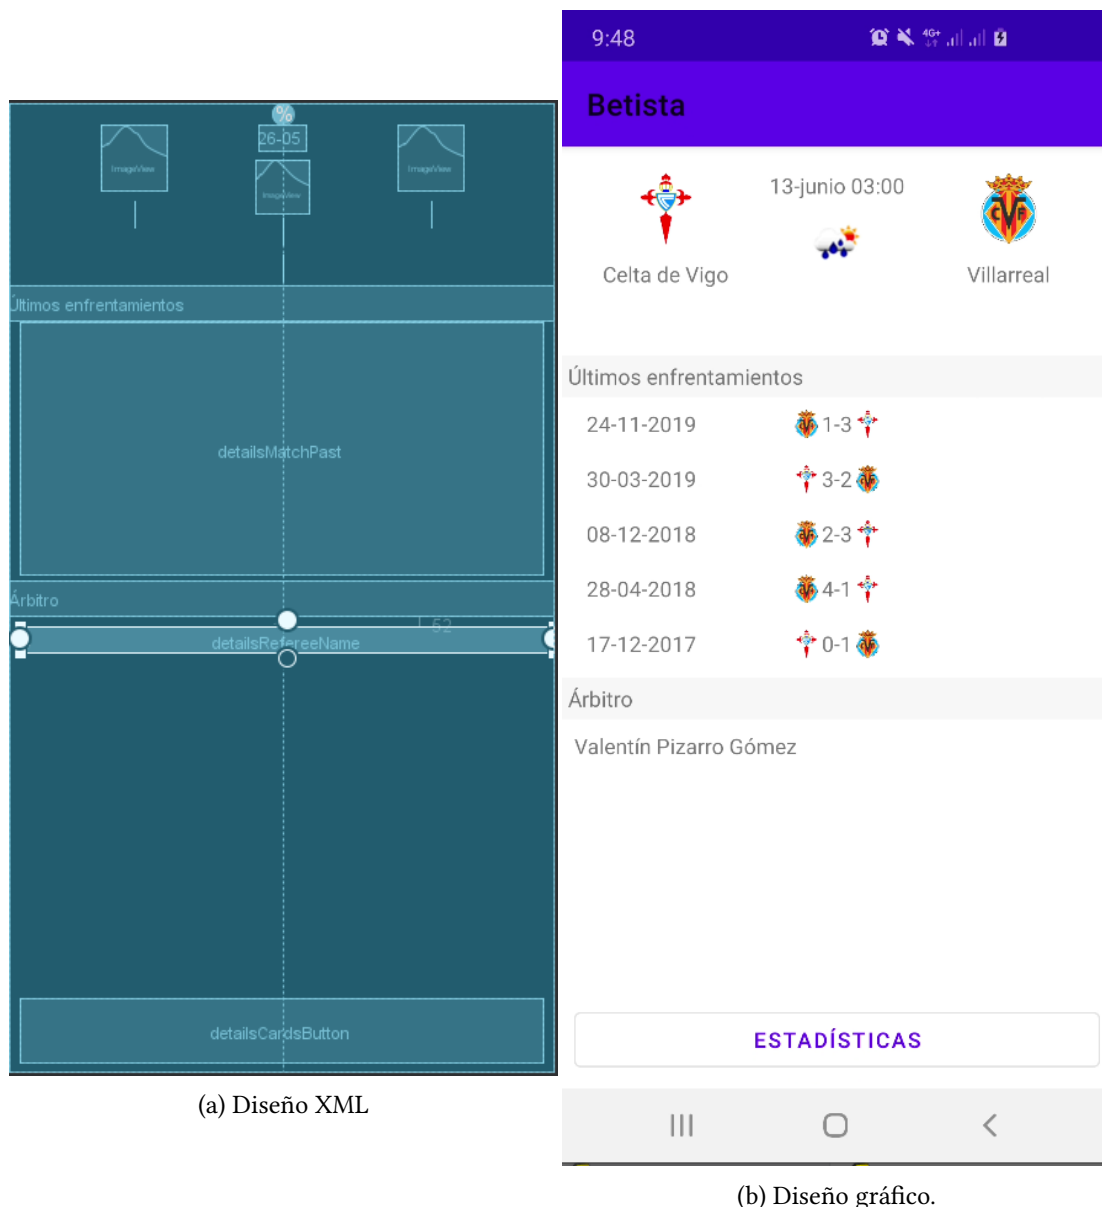 %
26-05
ImageView
ImageView
ImageView
Últimos enfrentamientos
detailsMatchPast
Árbitro
52
detailsRefereeName
detailsCardsButton
(a) Diseño XML
9:48
4G+
Betista
13-junio 03:00
Celta de Vigo
Villarreal
Últimos enfrentamientos
24-11-2019 1-3
30-03-2019 3-2
08-12-2018 2-3
28-04-2018 4-1
17-12-2017 0-1
Árbitro
Valentín Pizarro Gómez
ESTADÍSTICAS
(b) Diseño gráfico.